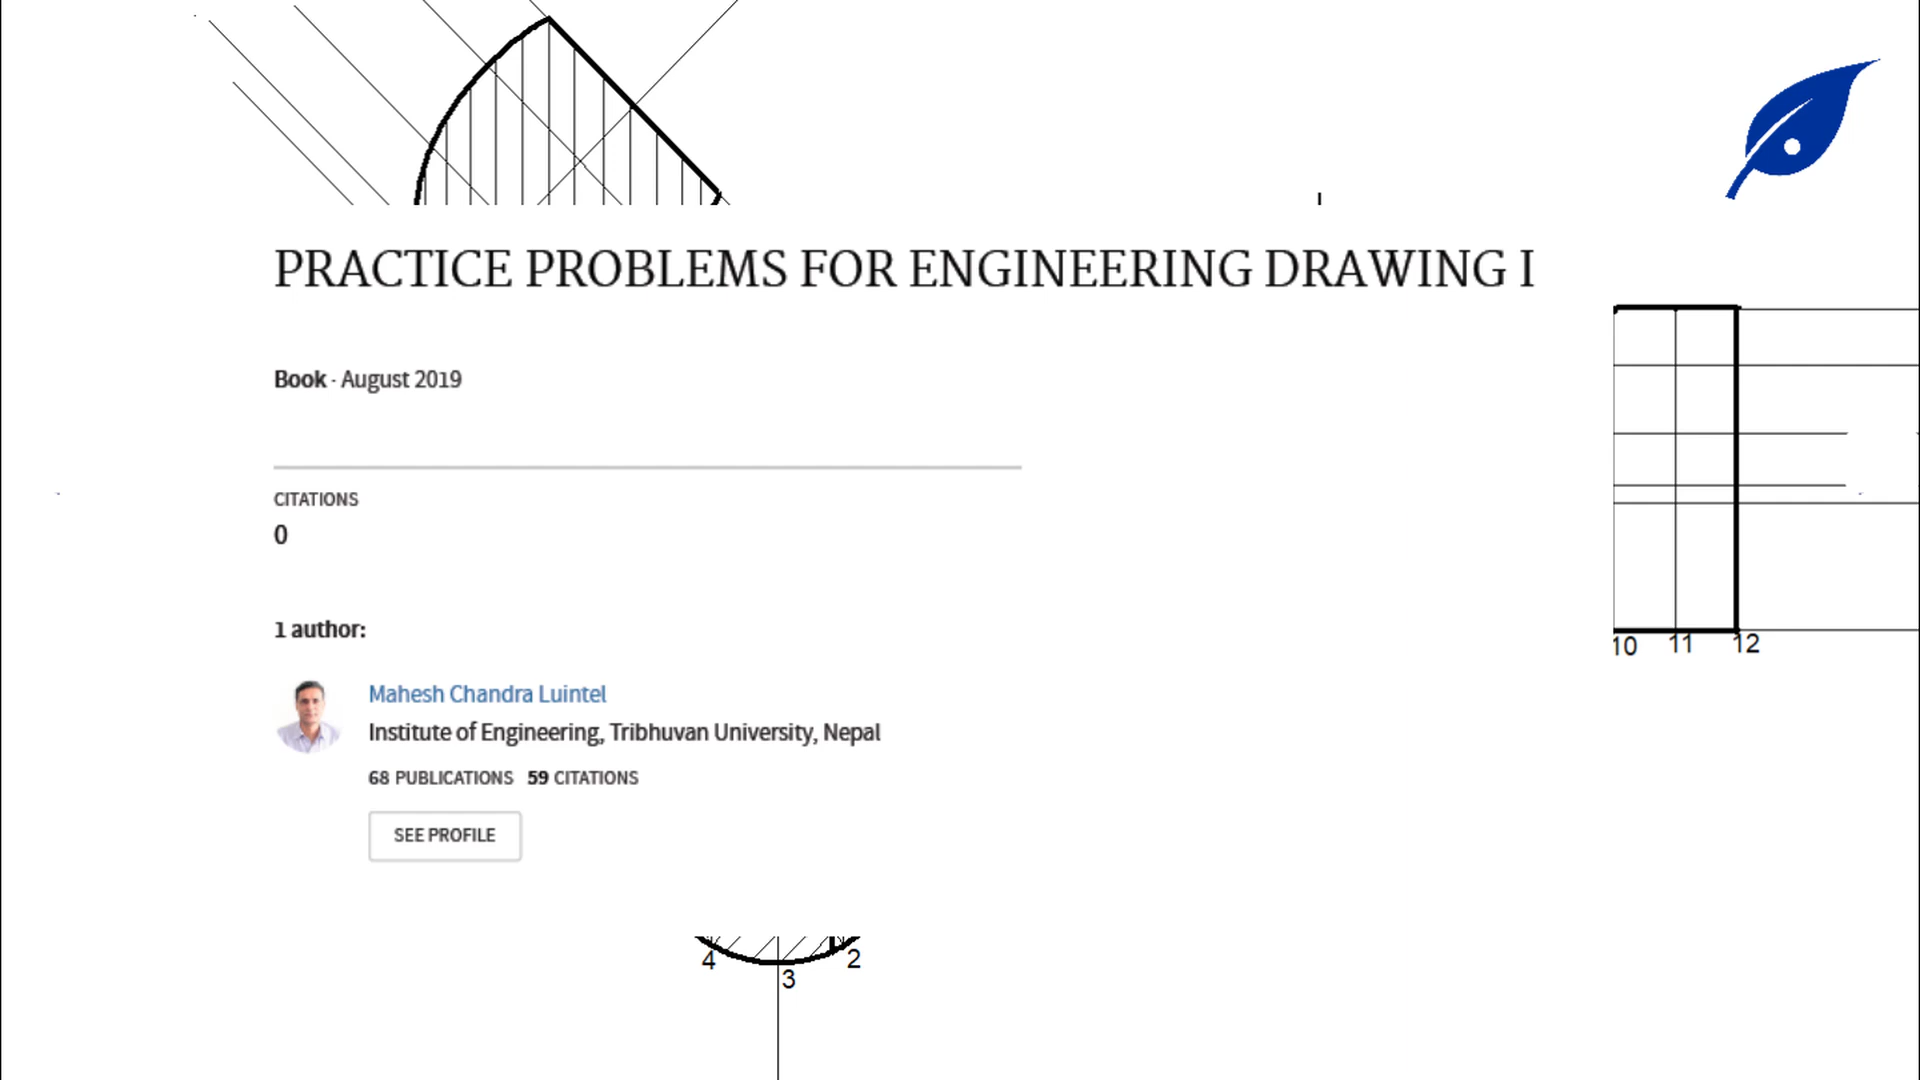 PRACTICE PROBLEMS FOR ENGINEERING DRAWING I
Book · August 2019
CITATIONS
0
1 author:
Mahesh Chandra Luintel
Institute of Engineering, Tribhuvan University, Nepal
68 PUBLICATIONS 59 CITATIONS
SEE PROFILE
10 11 12
4 3 2